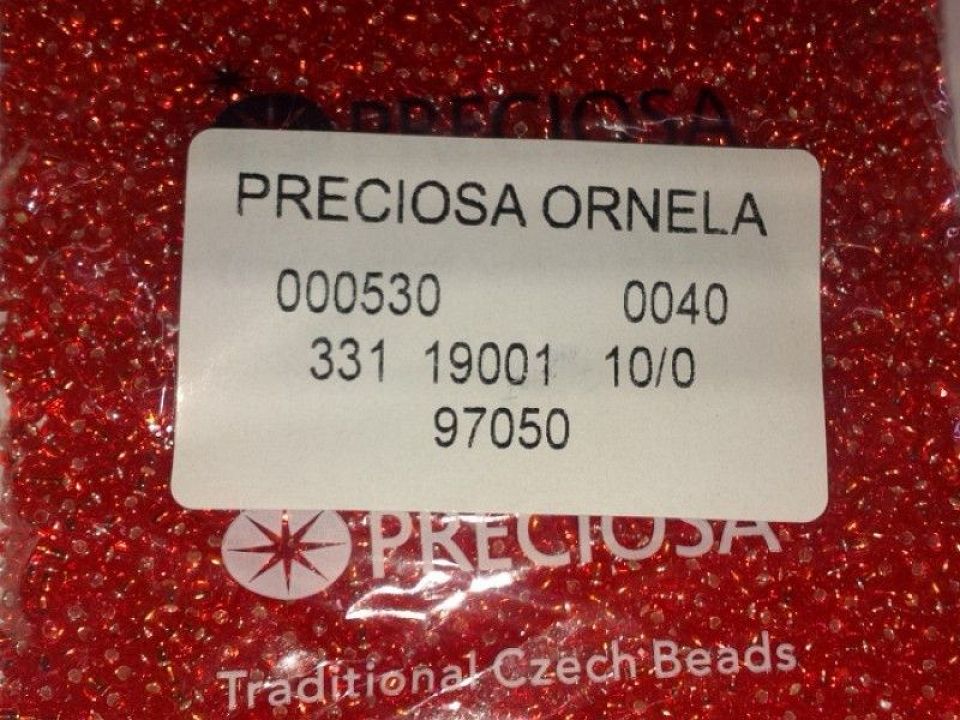 PRECIOSA
PRECIOSA ORNELA
000530 0040
331 19001 10/0
97050
PRECIOSA
Traditional Czech Beads